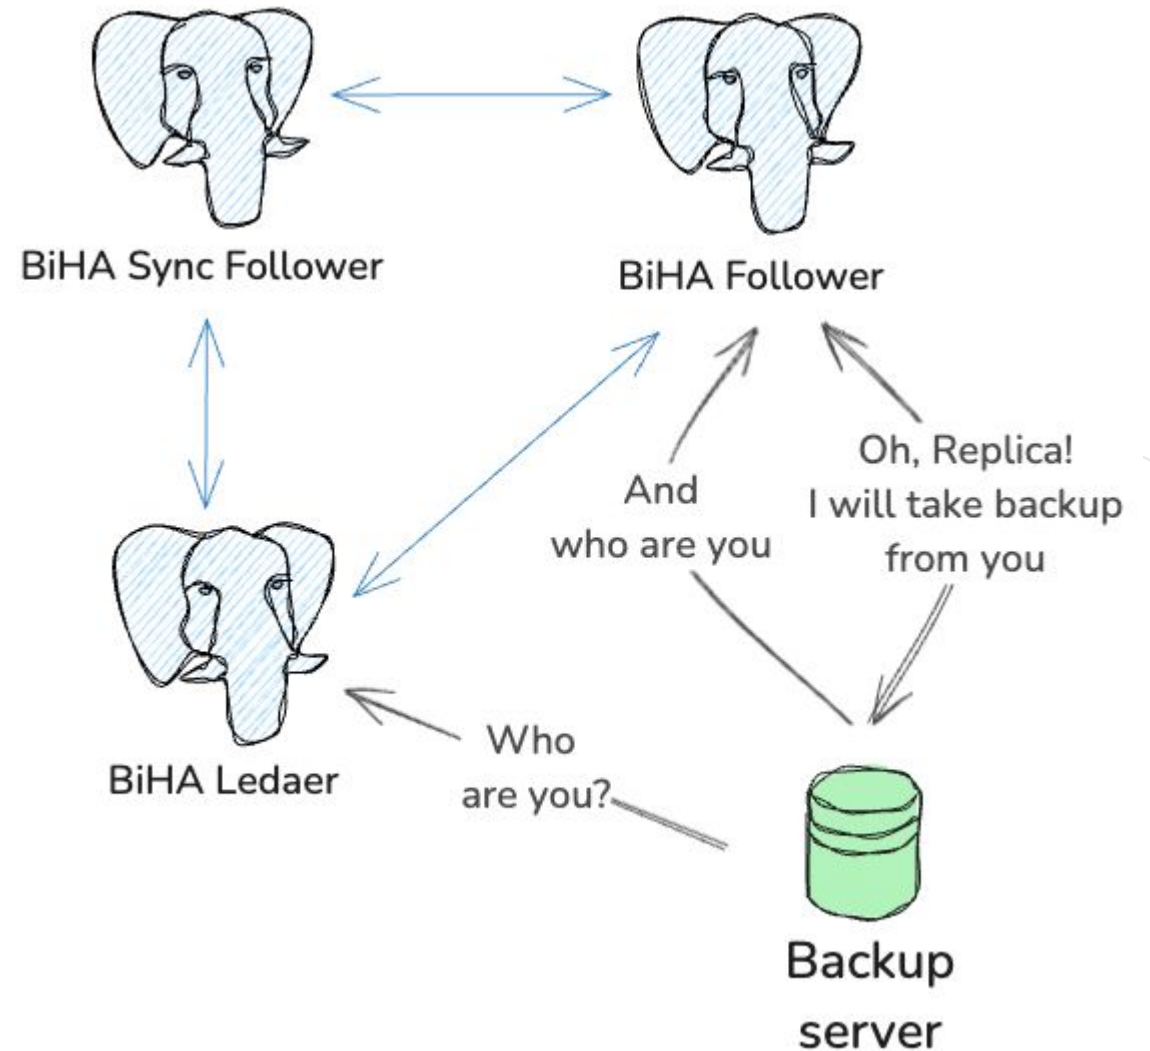 BiHA Sync Follower
BiHA Follower
And
who are you
Oh, Replica!
I will take backup
from you
BiHA Ledaer
Who
are you?
Backup
server